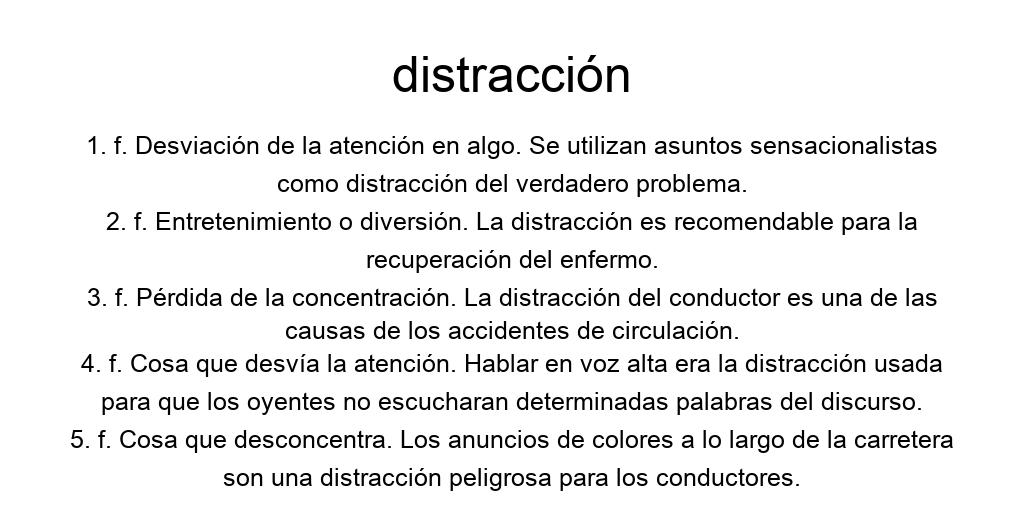 distracción
1. f. Desviación de la atención en algo. Se utilizan asuntos sensacionalistas
como distracción del verdadero problema.
2. f. Entretenimiento o diversión. La distracción es recomendable para la
recuperación del enfermo.
3. f. Pérdida de la concentración. La distracción del conductor es una de las
causas de los accidentes de circulación.
4. f. Cosa que desvía la atención. Hablar en voz alta era la distracción usada
para que los oyentes no escucharan determinadas palabras del discurso.
5. f. Cosa que desconcentra. Los anuncios de colores a lo largo de la carretera
son una distracción peligrosa para los conductores.